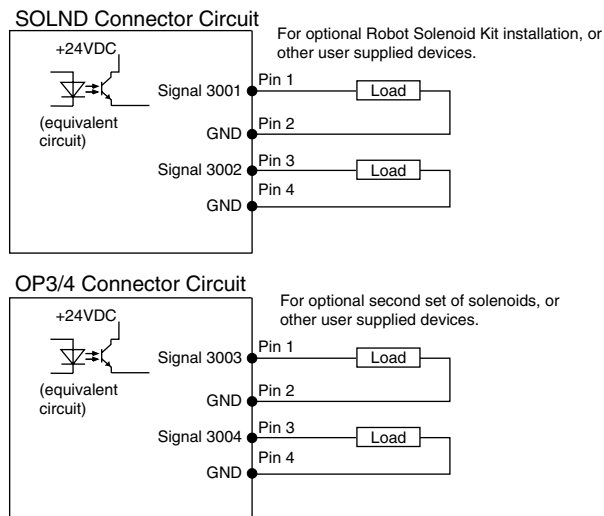 SOLND Connector Circuit
For optional Robot Solenoid Kit installation, or
other user supplied devices.
+24VDC
(equivalent
circuit)
Signal 3001
Pin 1
Load
GND
Pin 2
Signal 3002
Pin 3
Load
Pin 4
GND
OP3/4 Connector Circuit
For optional second set of solenoids, or
other user supplied devices.
+24VDC
(equivalent
circuit)
Signal 3003
Pin 1
Load
GND
Pin 2
Signal 3004
Pin 3
Load
Pin 4
GND